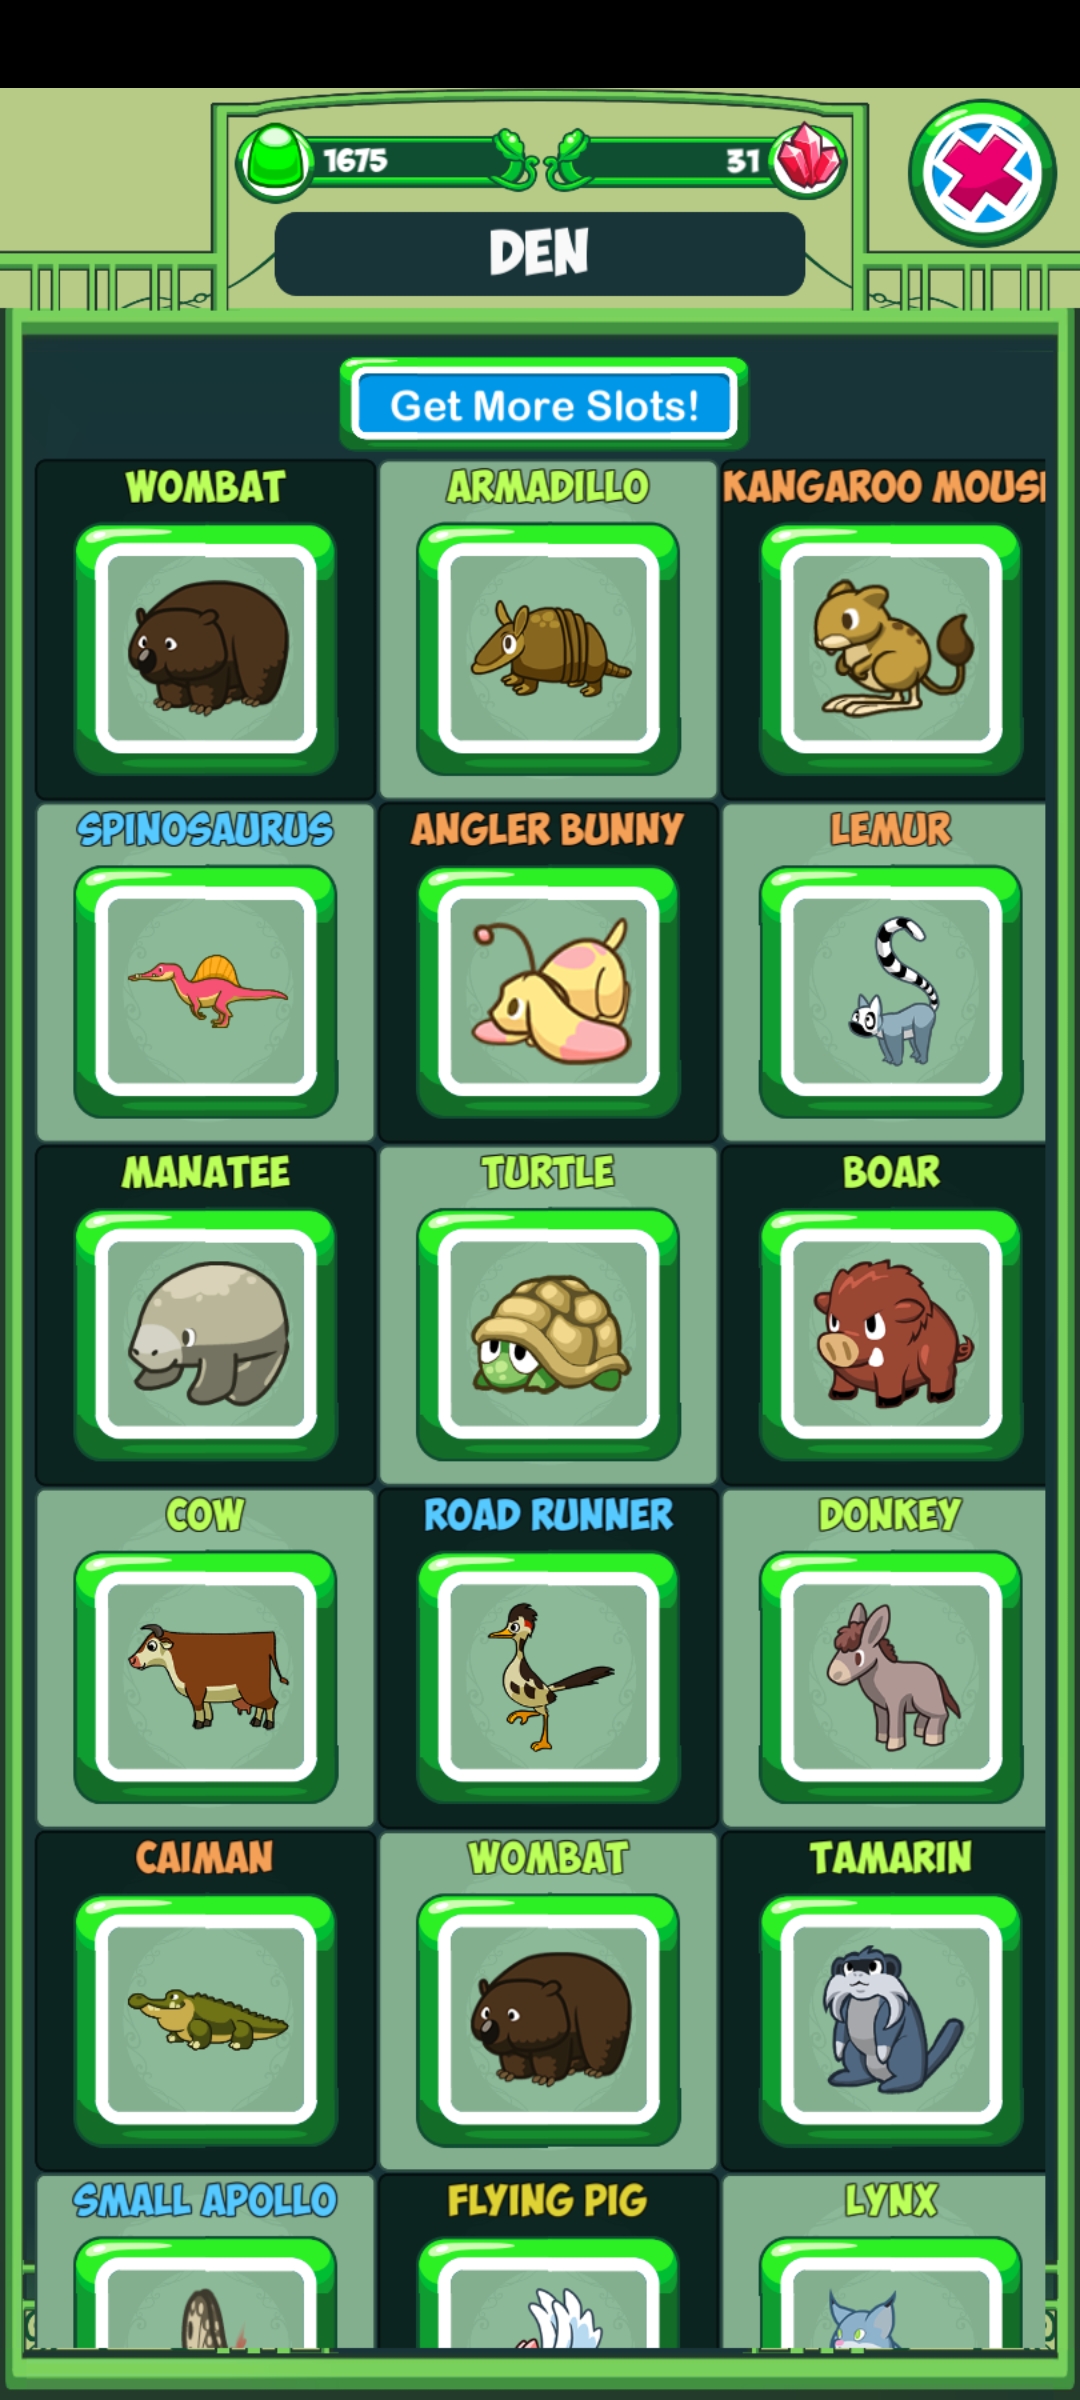 1675
31
DEN
Get More Slots!
WOMBAT
ARMADILLO
KANGAROO MOUS
SPINOSAURUS
ANGLER BUNNY
LEMUR
MANATEE
TURTLE
BOAR
COW
ROAD RUNNER
DONKEY
CAIMAN
WOMBAT
TAMARIN
SMALL APOLLO
FLYING PIG
LYNX